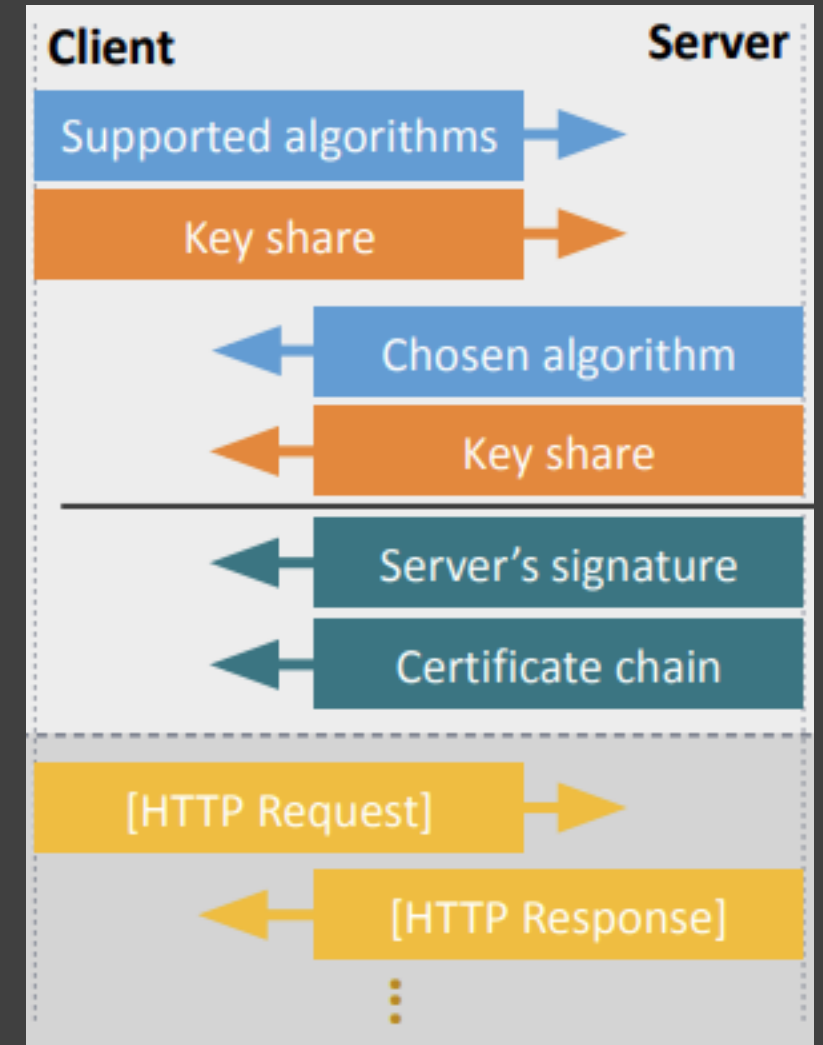 Client
Server
Supported algorithms
Key share
Chosen algorithm
Key share
Server’s signature
Certificate chain
[HTTP Request]
[HTTP Response]